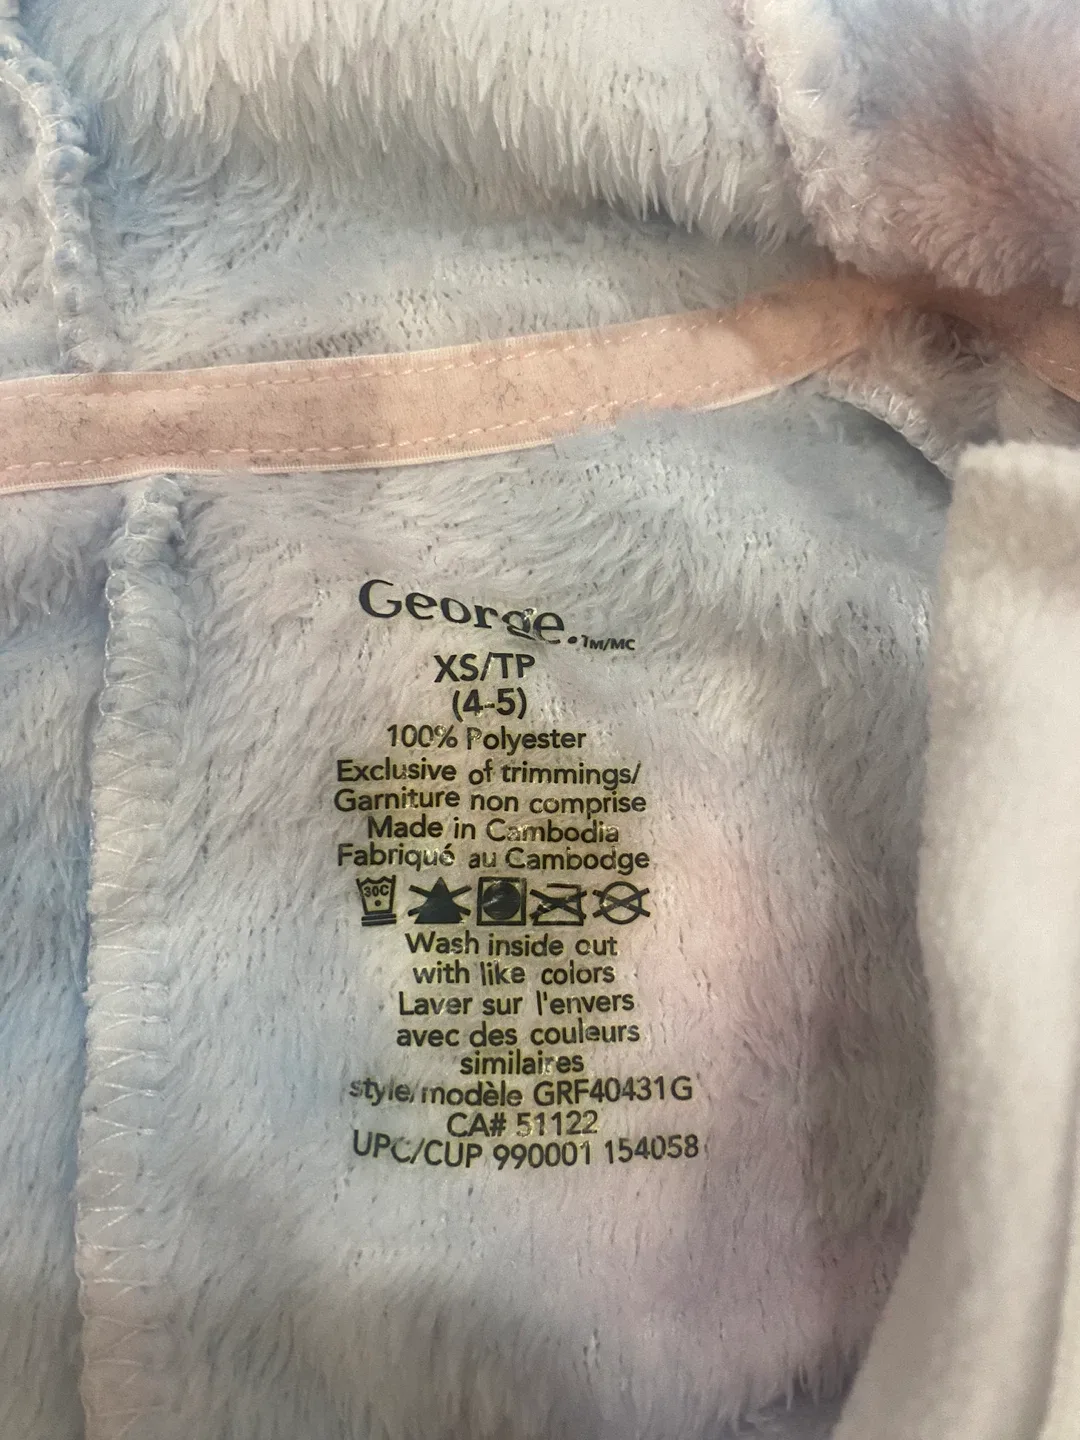 George.TM/MC
XS/TP
(4-5)
100% Polyester
Exclusive of trimmings/
Garniture non comprise
Made in Cambodia
Fabriqué au Cambodge
30C
Wash inside out
with like colors
Laver sur l'envers
avec des couleurs
similaires
style/modèle GRF40431G
CA# 51122
UPC/CUP 990001 154058